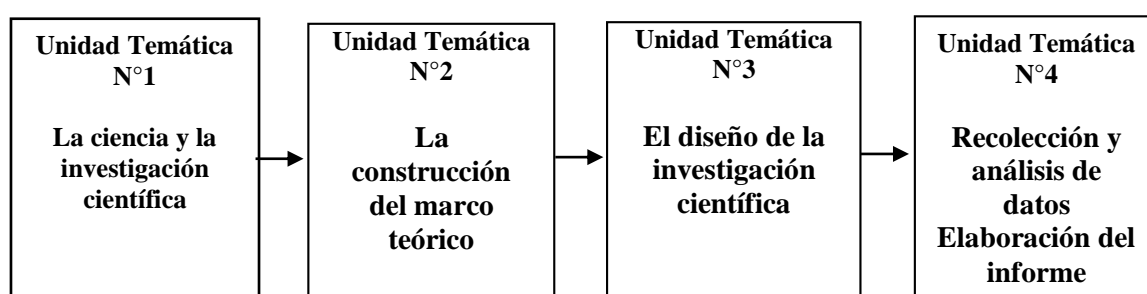 Unidad Temática
N°1
La ciencia y la
investigación
científica
Unidad Temática
N°2
La
construcción
del marco
teórico
Unidad Temática
N°3
El diseño de la
investigación
científica
Unidad Temática
N°4
Recolección y
análisis de
datos
Elaboración del
informe